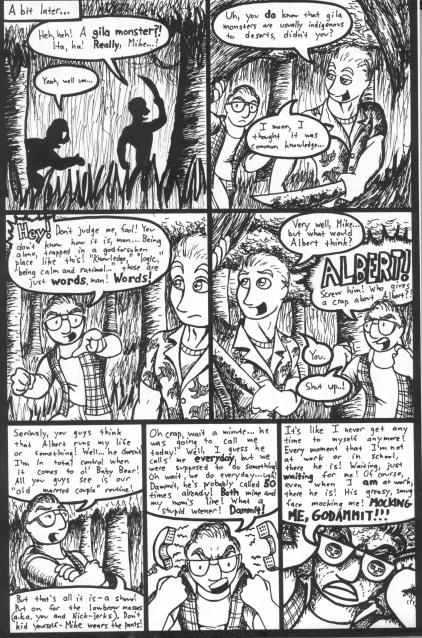 A bit later...
Heh, heh! A gila monster?!
Ha, ha! Really, Mike...?
Yeah, well um...
Uh, you do know that gila
monsters are usually indigenous
to deserts, didn't you?
I mean, I
thought it was
common knowledge...
Hey! Don't judge me, fool! You
don't know how it is, man... Being
alone, trapped in a godforsaken
place like this! "Knowledge," "logic,"
"being calm and rational"... those are
just words, man! Words!
Very well, Mike...
but what would
Albert think?
ALBERT!
Screw him! Who gives
a crap about Albert?!
You.
Shut up..!
Seriously, you guys think
that Albert runs my life
or something! Well... he doesn't!
I'm in total control when
it comes to ol' Baby Bear!
All you guys see is our
"old married couple" routine.
But that's all it is - a show!
Put on for the lowbrow masses
(a.k.a. you and Nick-jerks). Don't
kid yourself - Mike wears the pants!
Oh crap, wait a minute... he
was going to call me
today! Well, I guess he
calls me everyday, but we
were supposed to do something.
Oh wait, we do everyday--ugh!
Dammit, he's probably called 50
times already! Both mine and
my mom's line! What a
stupid wiener! Dammit!
It's like I never get any
time to myself anymore!
Every moment that I'm not
at work or in Tech,
there he is! Waiting, just
waiting for me! Of course,
even when I am at work,
there he is! His greasy, smug
face mocking me! MOCKING
ME, GODAMMIT!!!